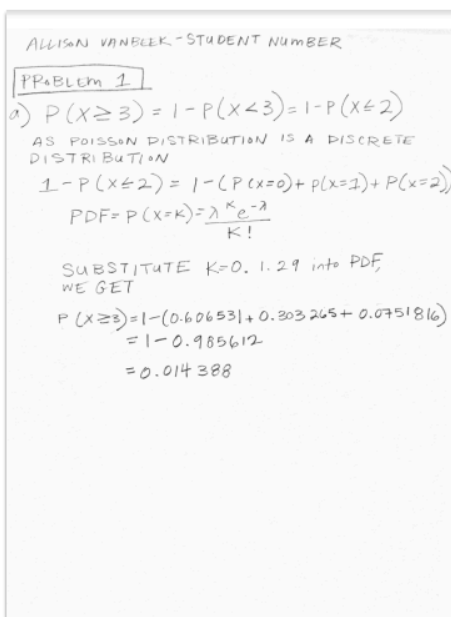 ALLISON VANBLEK - STUDENT NUMBER
PROBLEM 1
a) P(X≥3) = 1-P(X<3) = 1-P(X≤2)
AS POISSON DISTRIBUTION IS A DISCRETE
DISTRIBUTION
1-P(X≤2) = 1-(P(X=0)+P(X=1)+P(X=2))
PDF = P(X=K) = λ^K e^-λ / K!
SUBSTITUTE K=0. 1. 29 into PDF,
WE GET
P(X≥3) = 1-(0.606531+0.303265+0.0751816)
= 1-0.985612
= 0.014388